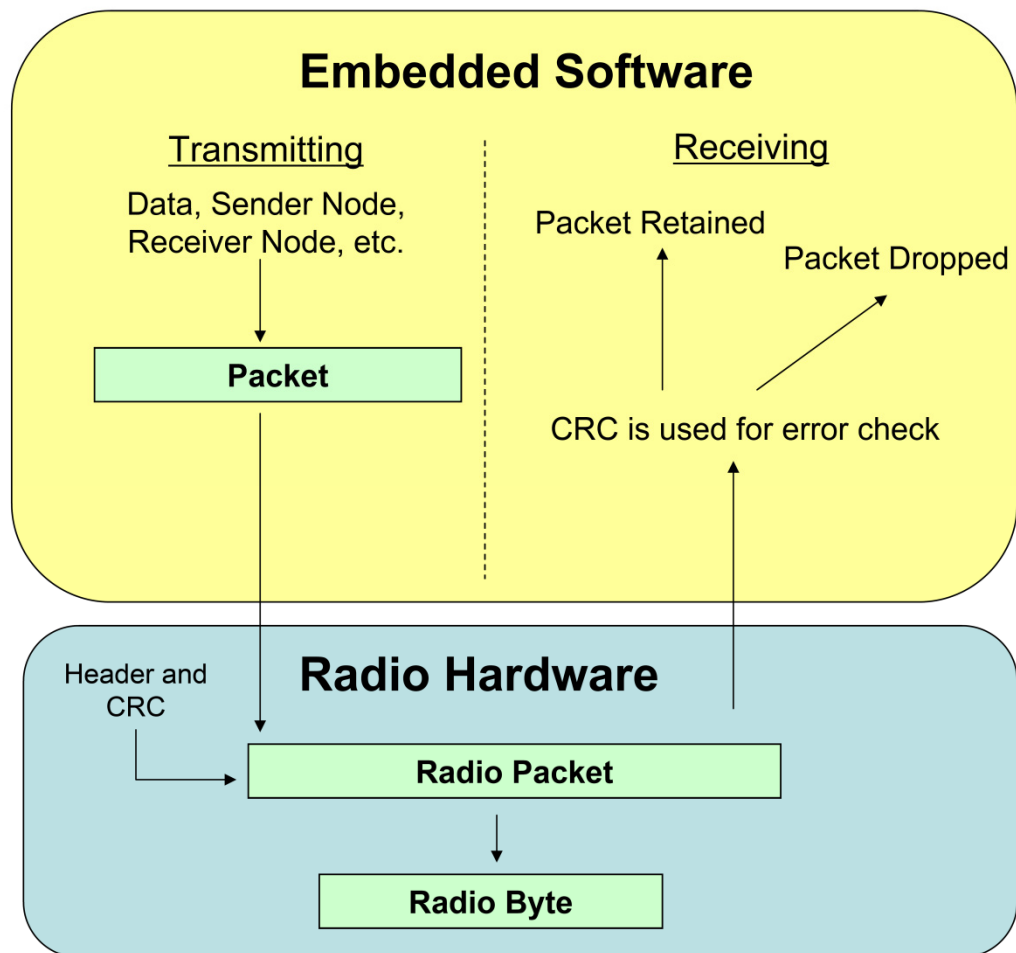 Embedded Software
Transmitting
Data, Sender Node,
Receiver Node, etc.
Packet
Receiving
Packet Retained
Packet Dropped
CRC is used for error check
Radio Hardware
Header and
CRC
Radio Packet
Radio Byte